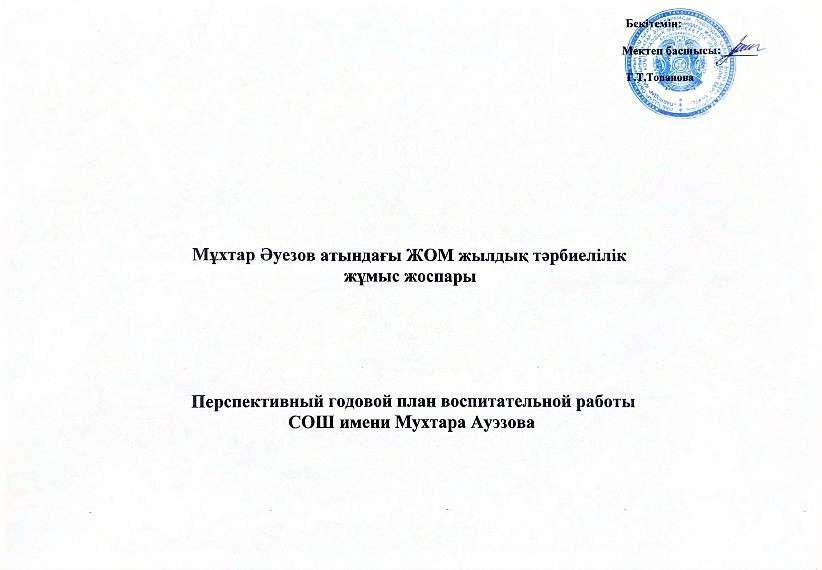 Бекітемін:
Мектеп басшысы:
Г.Т.Топанова
Мұхтар Әуезов атындағы ЖОМ жылдық тәрбиелілік
жұмыс жоспары
Перспективный годовой план воспитательной работы
СОШ имени Мухтара Ауэзова